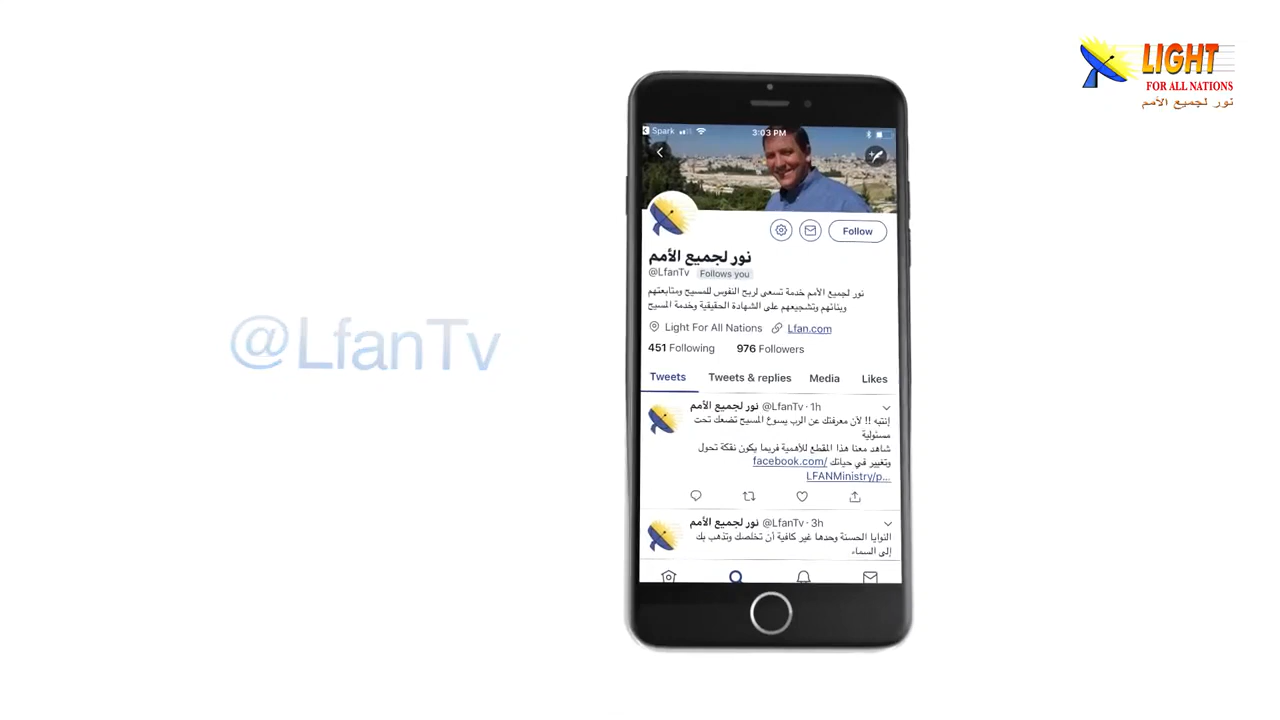 LIGHT
FOR ALL NATIONS
نور لجميع الأمم
@LfanTv
Spark
3:03 PM
Follow
نور لجميع الأمم
@LfanTv Follows you
نور لجميع الأمم خدمة تسعى لربح النفوس للمسيح ومتابعتهم
وبنائهم وتشجيعهم على الشهادة الحقيقية وخدمة المسيح
Light For All Nations Lfan.com
451 Following 976 Followers
Tweets Tweets & replies Media Likes
نور لجميع الأمم @LfanTv · 1h
إنتبه !! لأن معرفتك عن الرب يسوع المسيح تضعك تحت
مسئولية
شاهد معنا هذا المقطع للأهمية فربما يكون نقكة تحول
وتغيير في حياتك facebook.com/
LFANMinistry/p...
نور لجميع الأمم @LfanTv · 3h
النوايا الحسنة وحدها غير كافية أن تخلصك وتذهب بك
إلى السماء